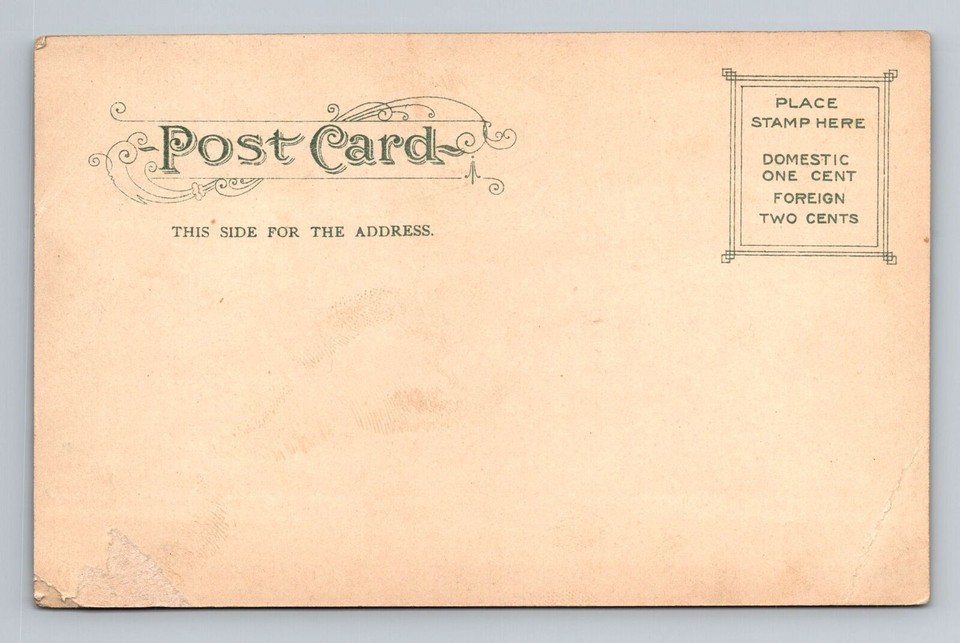 Post Card
THIS SIDE FOR THE ADDRESS.
PLACE
STAMP HERE
DOMESTIC
ONE CENT
FOREIGN
TWO CENTS